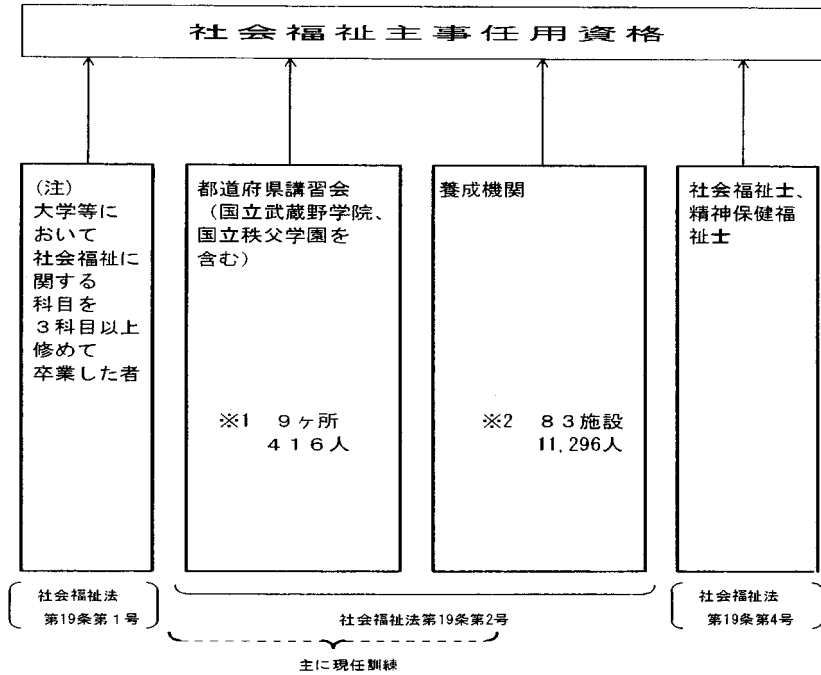 社会福祉主事任用資格
(注)
大学等に
おいて
社会福祉に
関する
科目を
３科目以上
修めて
卒業した者
都道府県講習会
(国立武蔵野学院、
国立秩父学園を
含む)
※1 ９ヶ所
４１６人
養成機関
※2 ８３施設
11,296人
社会福祉士、
精神保健福
祉士
社会福祉法
第19条第１号
社会福祉法第19条第2号
社会福祉法
第19条第4号
主に現任訓練